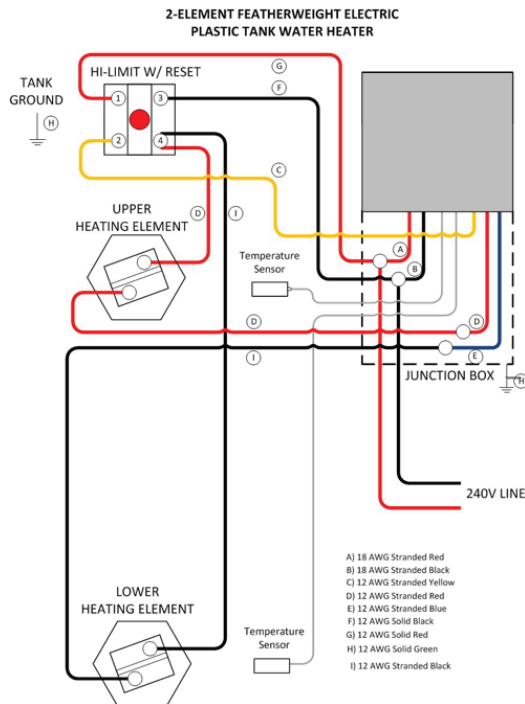 2-ELEMENT FEATHERWEIGHT ELECTRIC
PLASTIC TANK WATER HEATER
HI-LIMIT W/ RESET
TANK
GROUND
H
1
3
2
4
G
F
C
UPPER
HEATING ELEMENT
D
I
Temperature
Sensor
A
B
D
D
I
E
JUNCTION BOX
H
240V LINE
A) 18 AWG Stranded Red
B) 18 AWG Stranded Black
C) 12 AWG Stranded Yellow
D) 12 AWG Stranded Red
E) 12 AWG Stranded Blue
F) 12 AWG Solid Black
G) 12 AWG Solid Red
H) 12 AWG Solid Green
I) 12 AWG Stranded Black
LOWER
HEATING ELEMENT
Temperature
Sensor